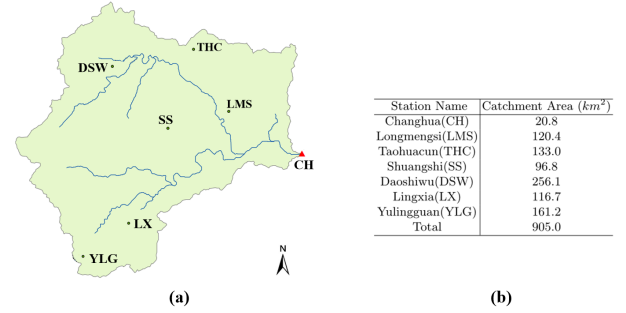 THC
DSW
LMS
SS
CH
LX
YLG
N
(a)
Station Name Catchment Area (km²)
Changhua(CH) 20.8
Longmengsi(LMS) 120.4
Taohuacun(THC) 133.0
Shuangshi(SS) 96.8
Daoshiwu(DSW) 256.1
Lingxia(LX) 116.7
Yulingguan(YLG) 161.2
Total 905.0
(b)